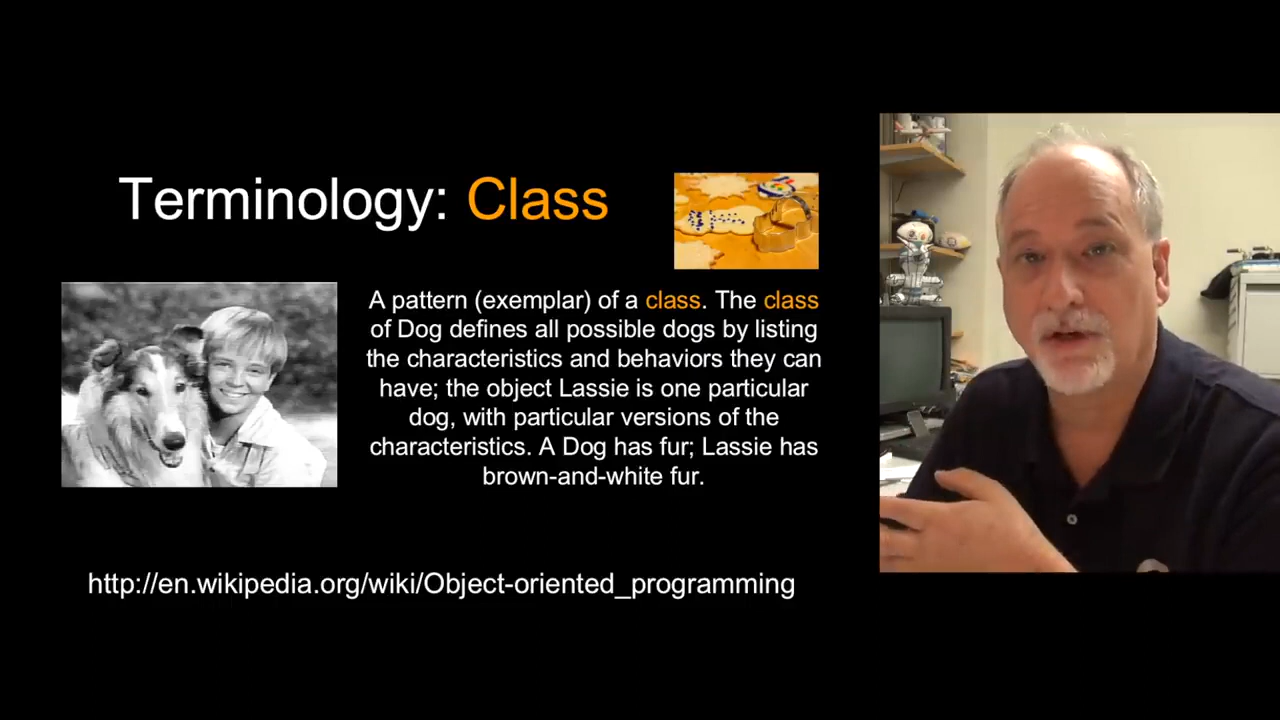 Terminology: Class
A pattern (exemplar) of a class. The class
of Dog defines all possible dogs by listing
the characteristics and behaviors they can
have; the object Lassie is one particular
dog, with particular versions of the
characteristics. A Dog has fur; Lassie has
brown-and-white fur.
http://en.wikipedia.org/wiki/Object-oriented_programming